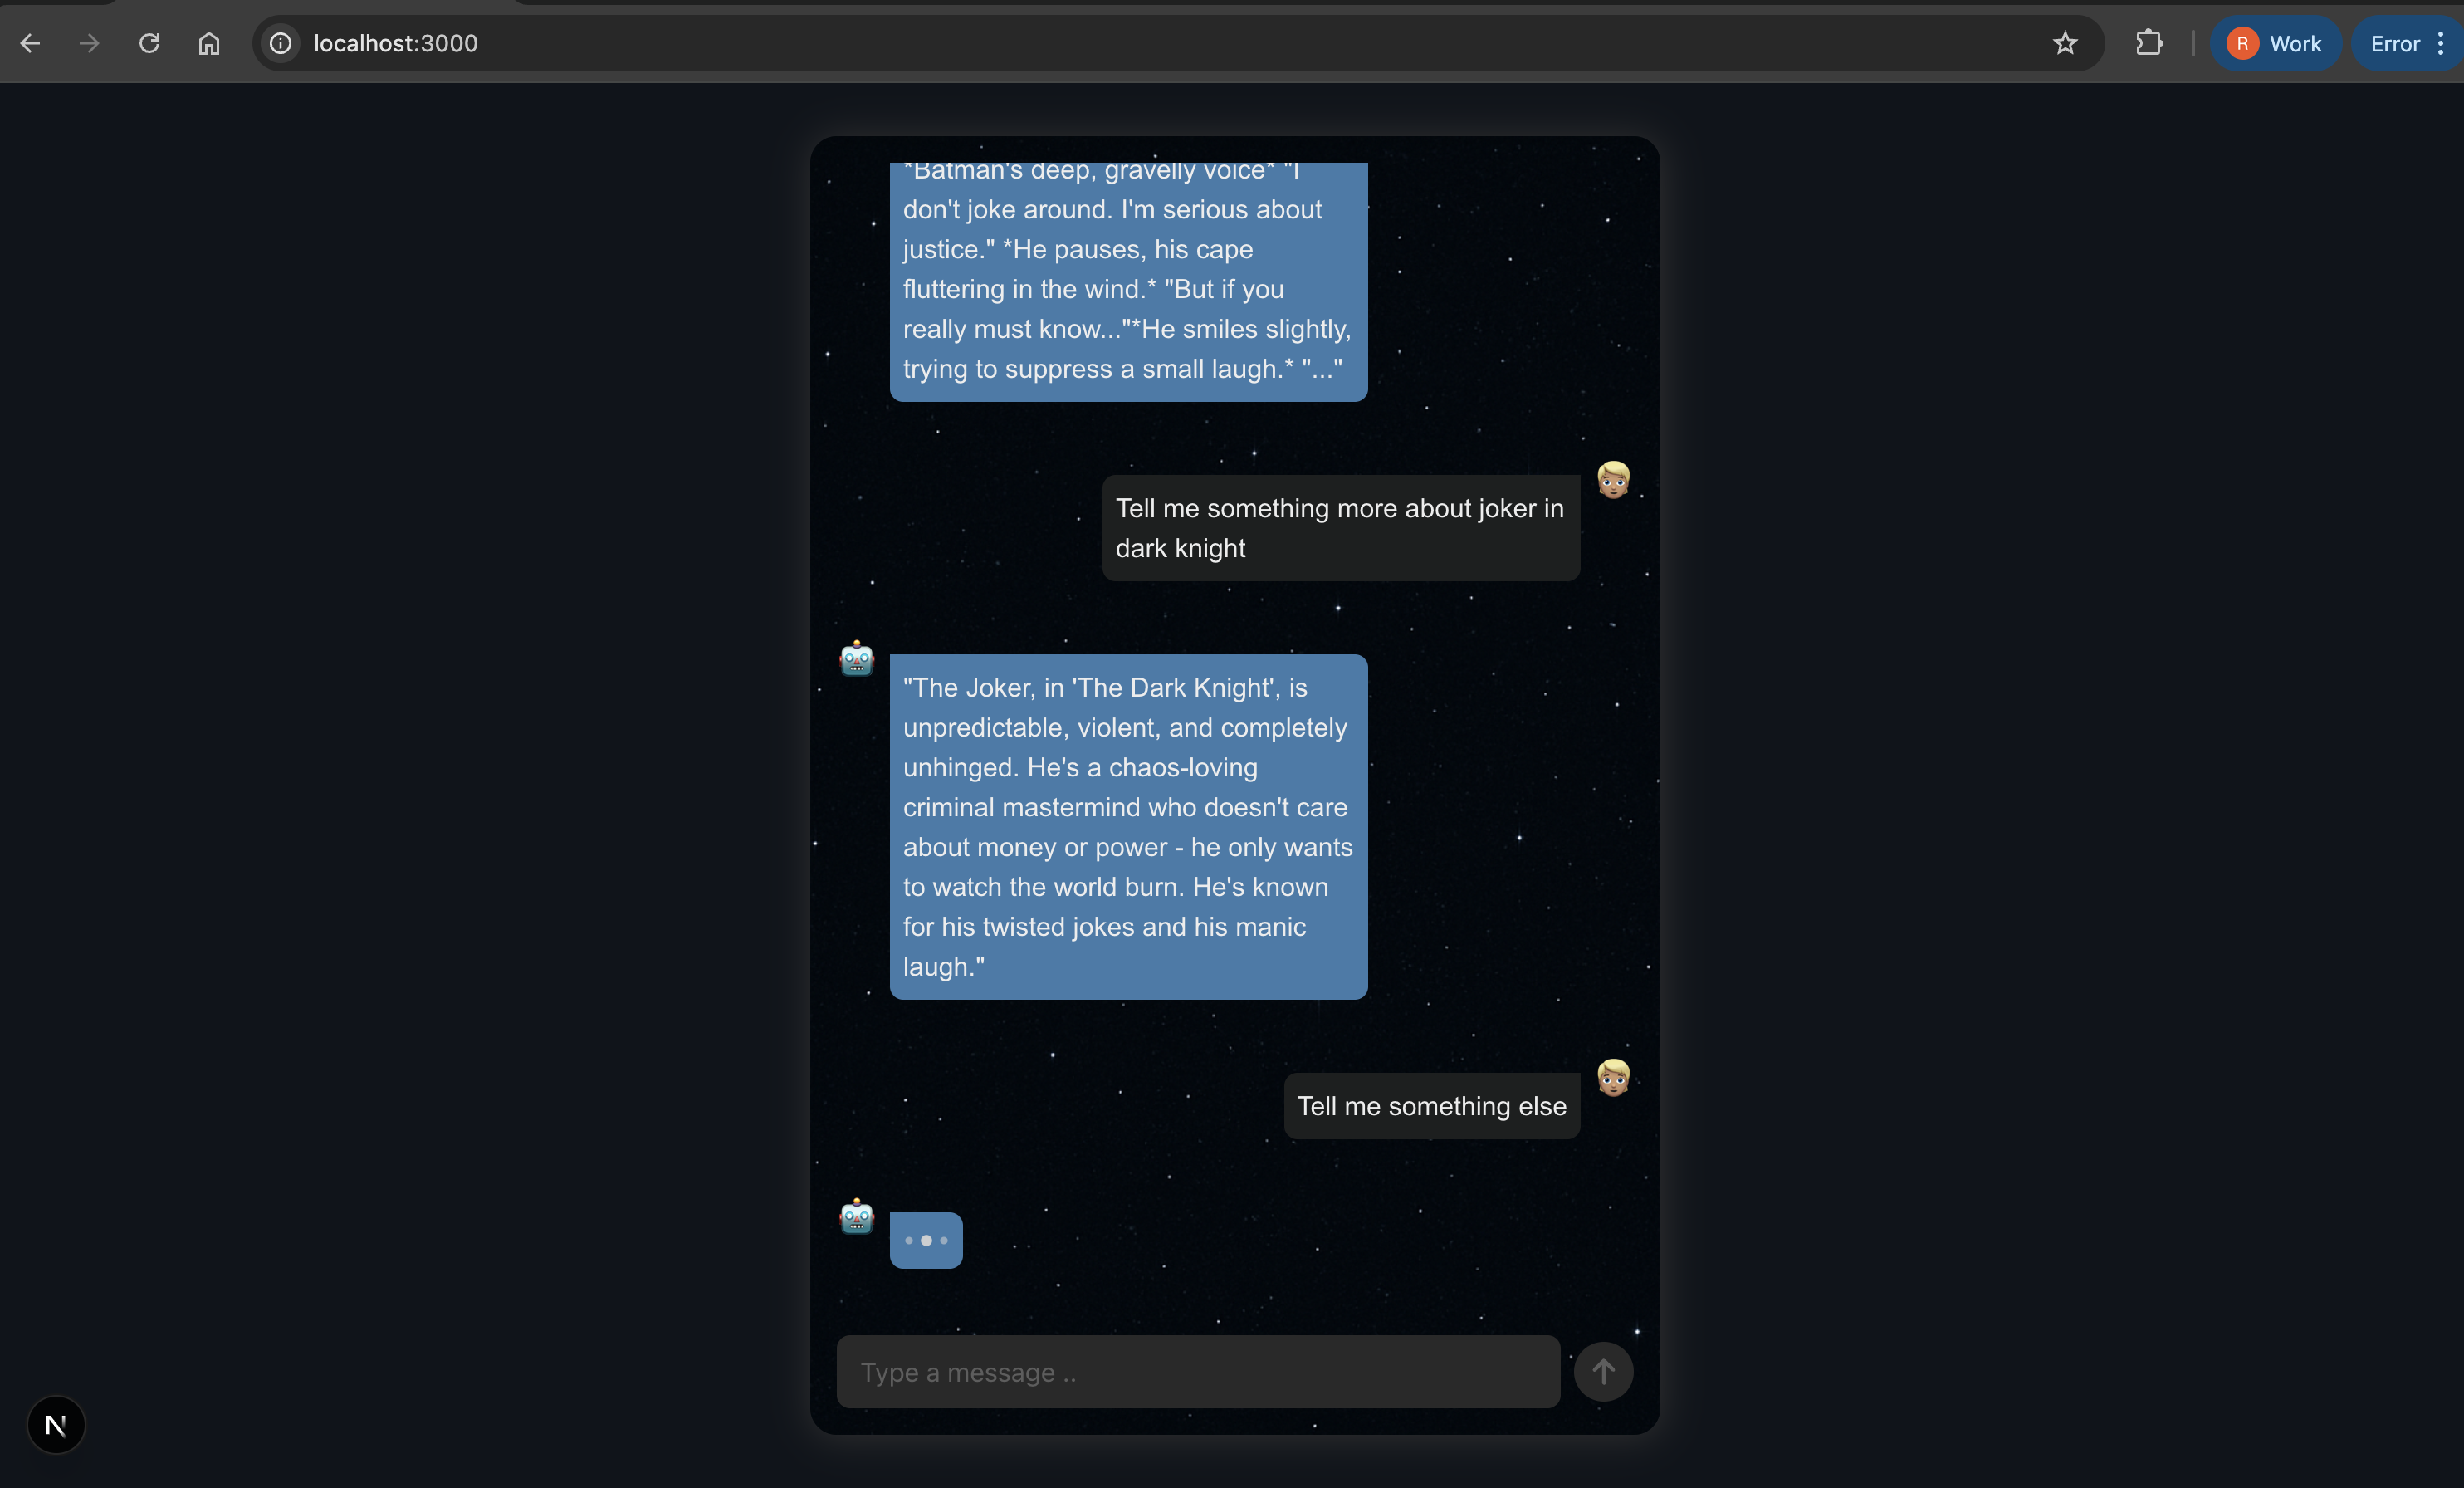 localhost:3000
R Work Error
*Batman's deep, gravelly voice* "I
don't joke around. I'm serious about
justice." *He pauses, his cape
fluttering in the wind.* "But if you
really must know..."*He smiles slightly,
trying to suppress a small laugh.* "..."
Tell me something more about joker in
dark knight
"The Joker, in 'The Dark Knight', is
unpredictable, violent, and completely
unhinged. He's a chaos-loving
criminal mastermind who doesn't care
about money or power - he only wants
to watch the world burn. He's known
for his twisted jokes and his manic
laugh."
Tell me something else
Type a message ..
N